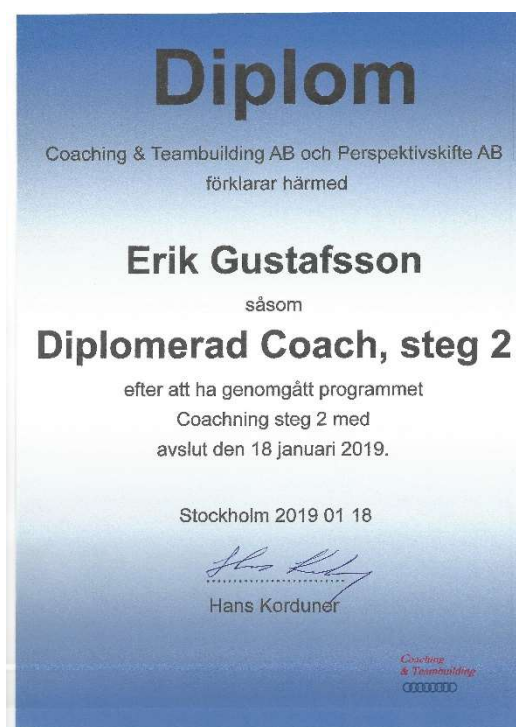 Diplom
Coaching & Teambuilding AB och Perspektivskifte AB
förklarar härmed
Erik Gustafsson
såsom
Diplomerad Coach, steg 2
efter att ha genomgått programmet
Coachning steg 2 med
avslut den 18 januari 2019.
Stockholm 2019 01 18
Hans Korduner
Coaching
& Teambuilding